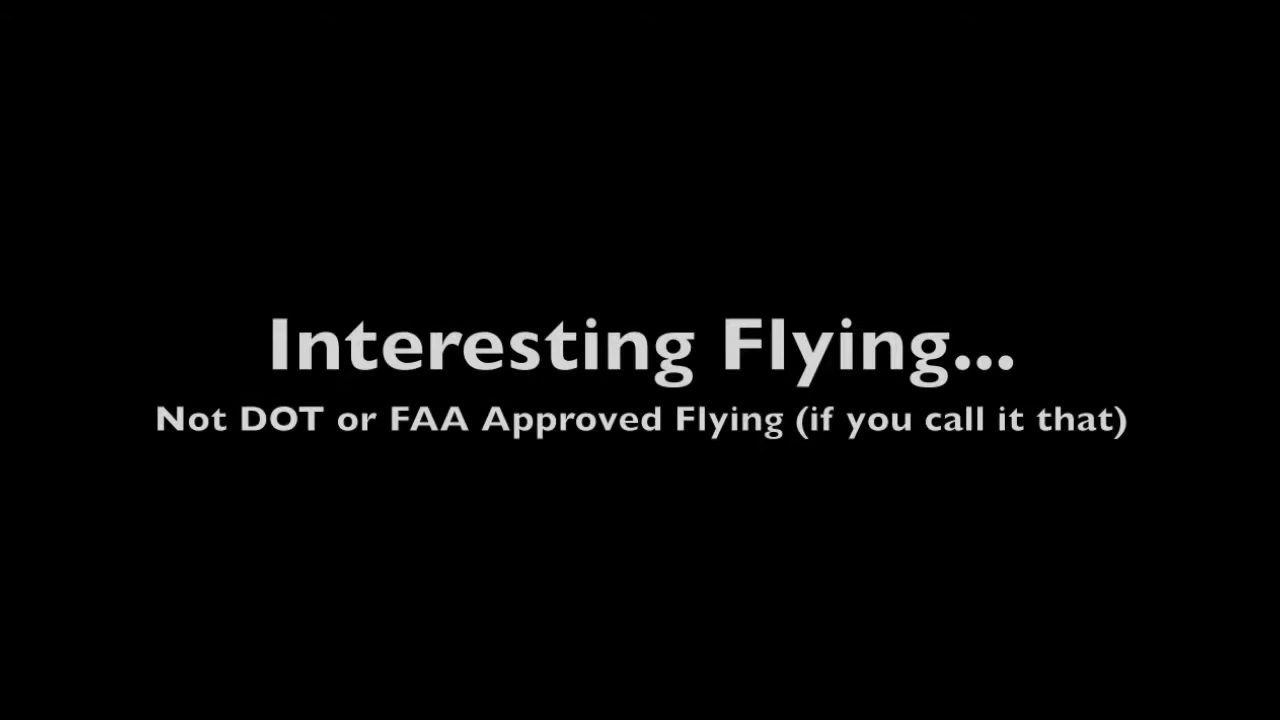 Interesting Flying...
Not DOT or FAA Approved Flying (if you call it that)